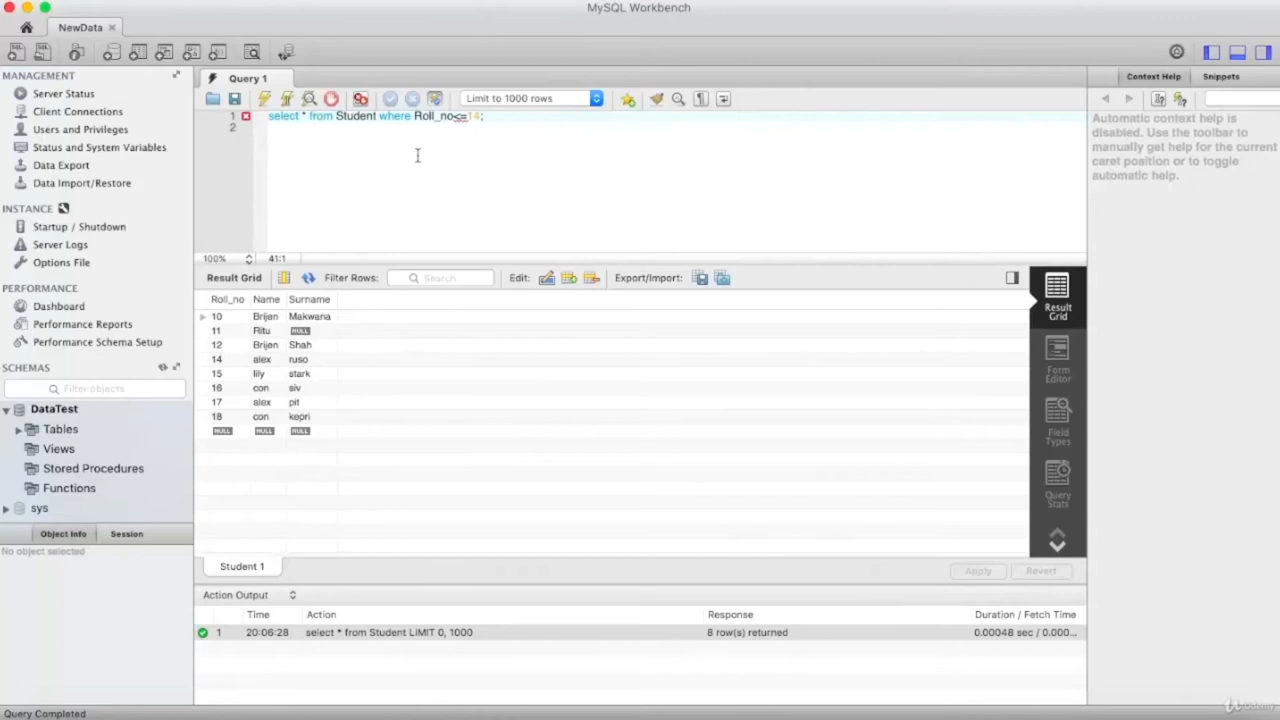 MySQL Workbench
NewData
MANAGEMENT
Server Status
Client Connections
Users and Privileges
Status and System Variables
Data Export
Data Import/Restore
INSTANCE
Startup / Shutdown
Server Logs
Options File
PERFORMANCE
Dashboard
Performance Reports
Performance Schema Setup
SCHEMAS
Filter objects
DataTest
Tables
Views
Stored Procedures
Functions
sys
Object Info Session
No object selected
Query 1
Limit to 1000 rows
1 select * from Student where Roll_no<=14;
2
100% 41:1
Result Grid Filter Rows: Search Edit: Export/Import:
Roll_no Name Surname
10 Brijen Makwana
11 Ritu NULL
12 Brijen Shah
14 alex ruso
15 lily stark
16 con siv
17 alex pit
18 con kepri
NULL NULL NULL
Result Grid
Form Editor
Field Types
Query Stats
Student 1 Apply Revert
Action Output
Time Action Response Duration / Fetch Time
1 20:06:28 select * from Student LIMIT 0, 1000 8 row(s) returned 0.00048 sec / 0.000...
Context Help Snippets
Automatic context help is
disabled. Use the toolbar to
manually get help for the current
caret position or to toggle
automatic help.
Query Completed
Udemy